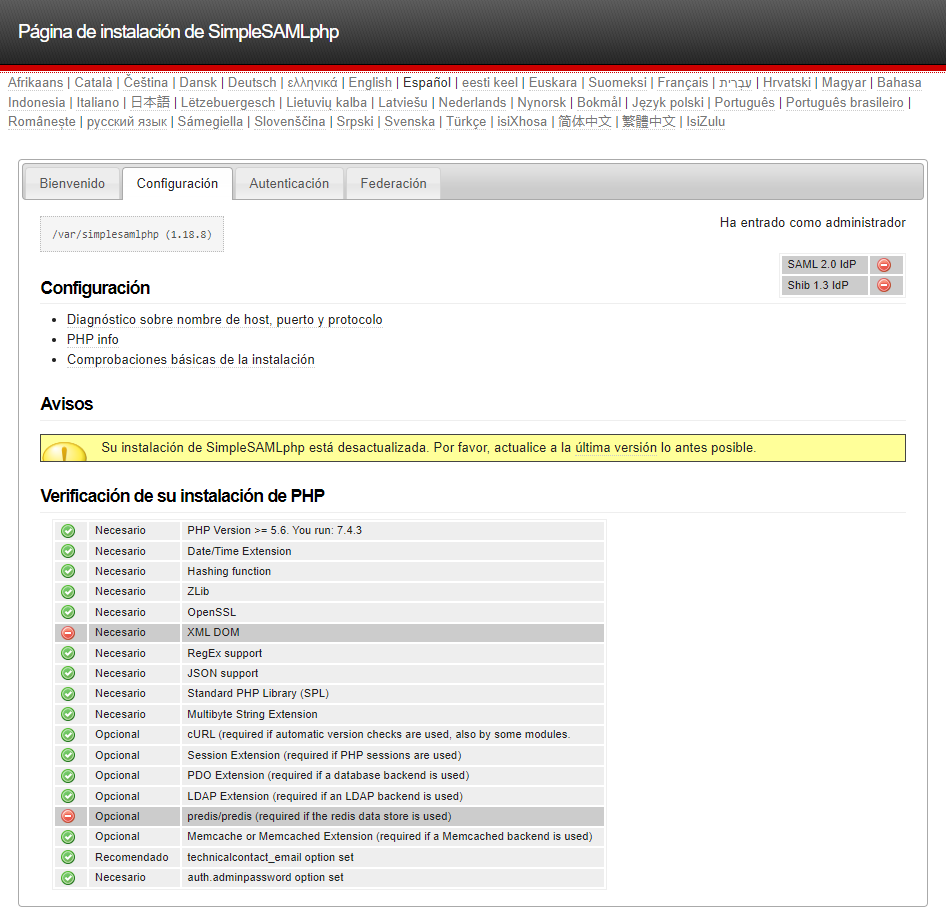 Página de instalación de SimpleSAMLphp
Afrikaans | Català | Čeština | Dansk | Deutsch | ελληνικά | English | Español | eesti keel | Euskara | Suomeksi | Français | עִבְרִית | Hrvatski | Magyar | Bahasa
Indonesia | Italiano | 日本語 | Lëtzebuergesch | Lietuvių kalba | Latviešu | Nederlands | Nynorsk | Bokmål | Język polski | Português | Português brasileiro |
Românește | русский язык | Sámegiella | Slovenščina | Srpski | Svenska | Türkçe | isiXhosa | 简体中文 | 繁體中文 | IsiZulu
Bienvenido Configuración Autenticación Federación
Ha entrado como administrador
/var/simplesamlphp (1.18.8)
SAML 2.0 IdP
Shib 1.3 IdP
Configuración
Diagnóstico sobre nombre de host, puerto y protocolo
PHP info
Comprobaciones básicas de la instalación
Avisos
Su instalación de SimpleSAMLphp está desactualizada. Por favor, actualice a la última versión lo antes posible.
Verificación de su instalación de PHP
Necesario PHP Version >= 5.6. You run: 7.4.3
Necesario Date/Time Extension
Necesario Hashing function
Necesario ZLib
Necesario OpenSSL
Necesario XML DOM
Necesario RegEx support
Necesario JSON support
Necesario Standard PHP Library (SPL)
Necesario Multibyte String Extension
Opcional cURL (required if automatic version checks are used, also by some modules.
Opcional Session Extension (required if PHP sessions are used)
Opcional PDO Extension (required if a database backend is used)
Opcional LDAP Extension (required if an LDAP backend is used)
Opcional predis/predis (required if the redis data store is used)
Opcional Memcache or Memcached Extension (required if a Memcached backend is used)
Recomendado technicalcontact_email option set
Necesario auth.adminpassword option set